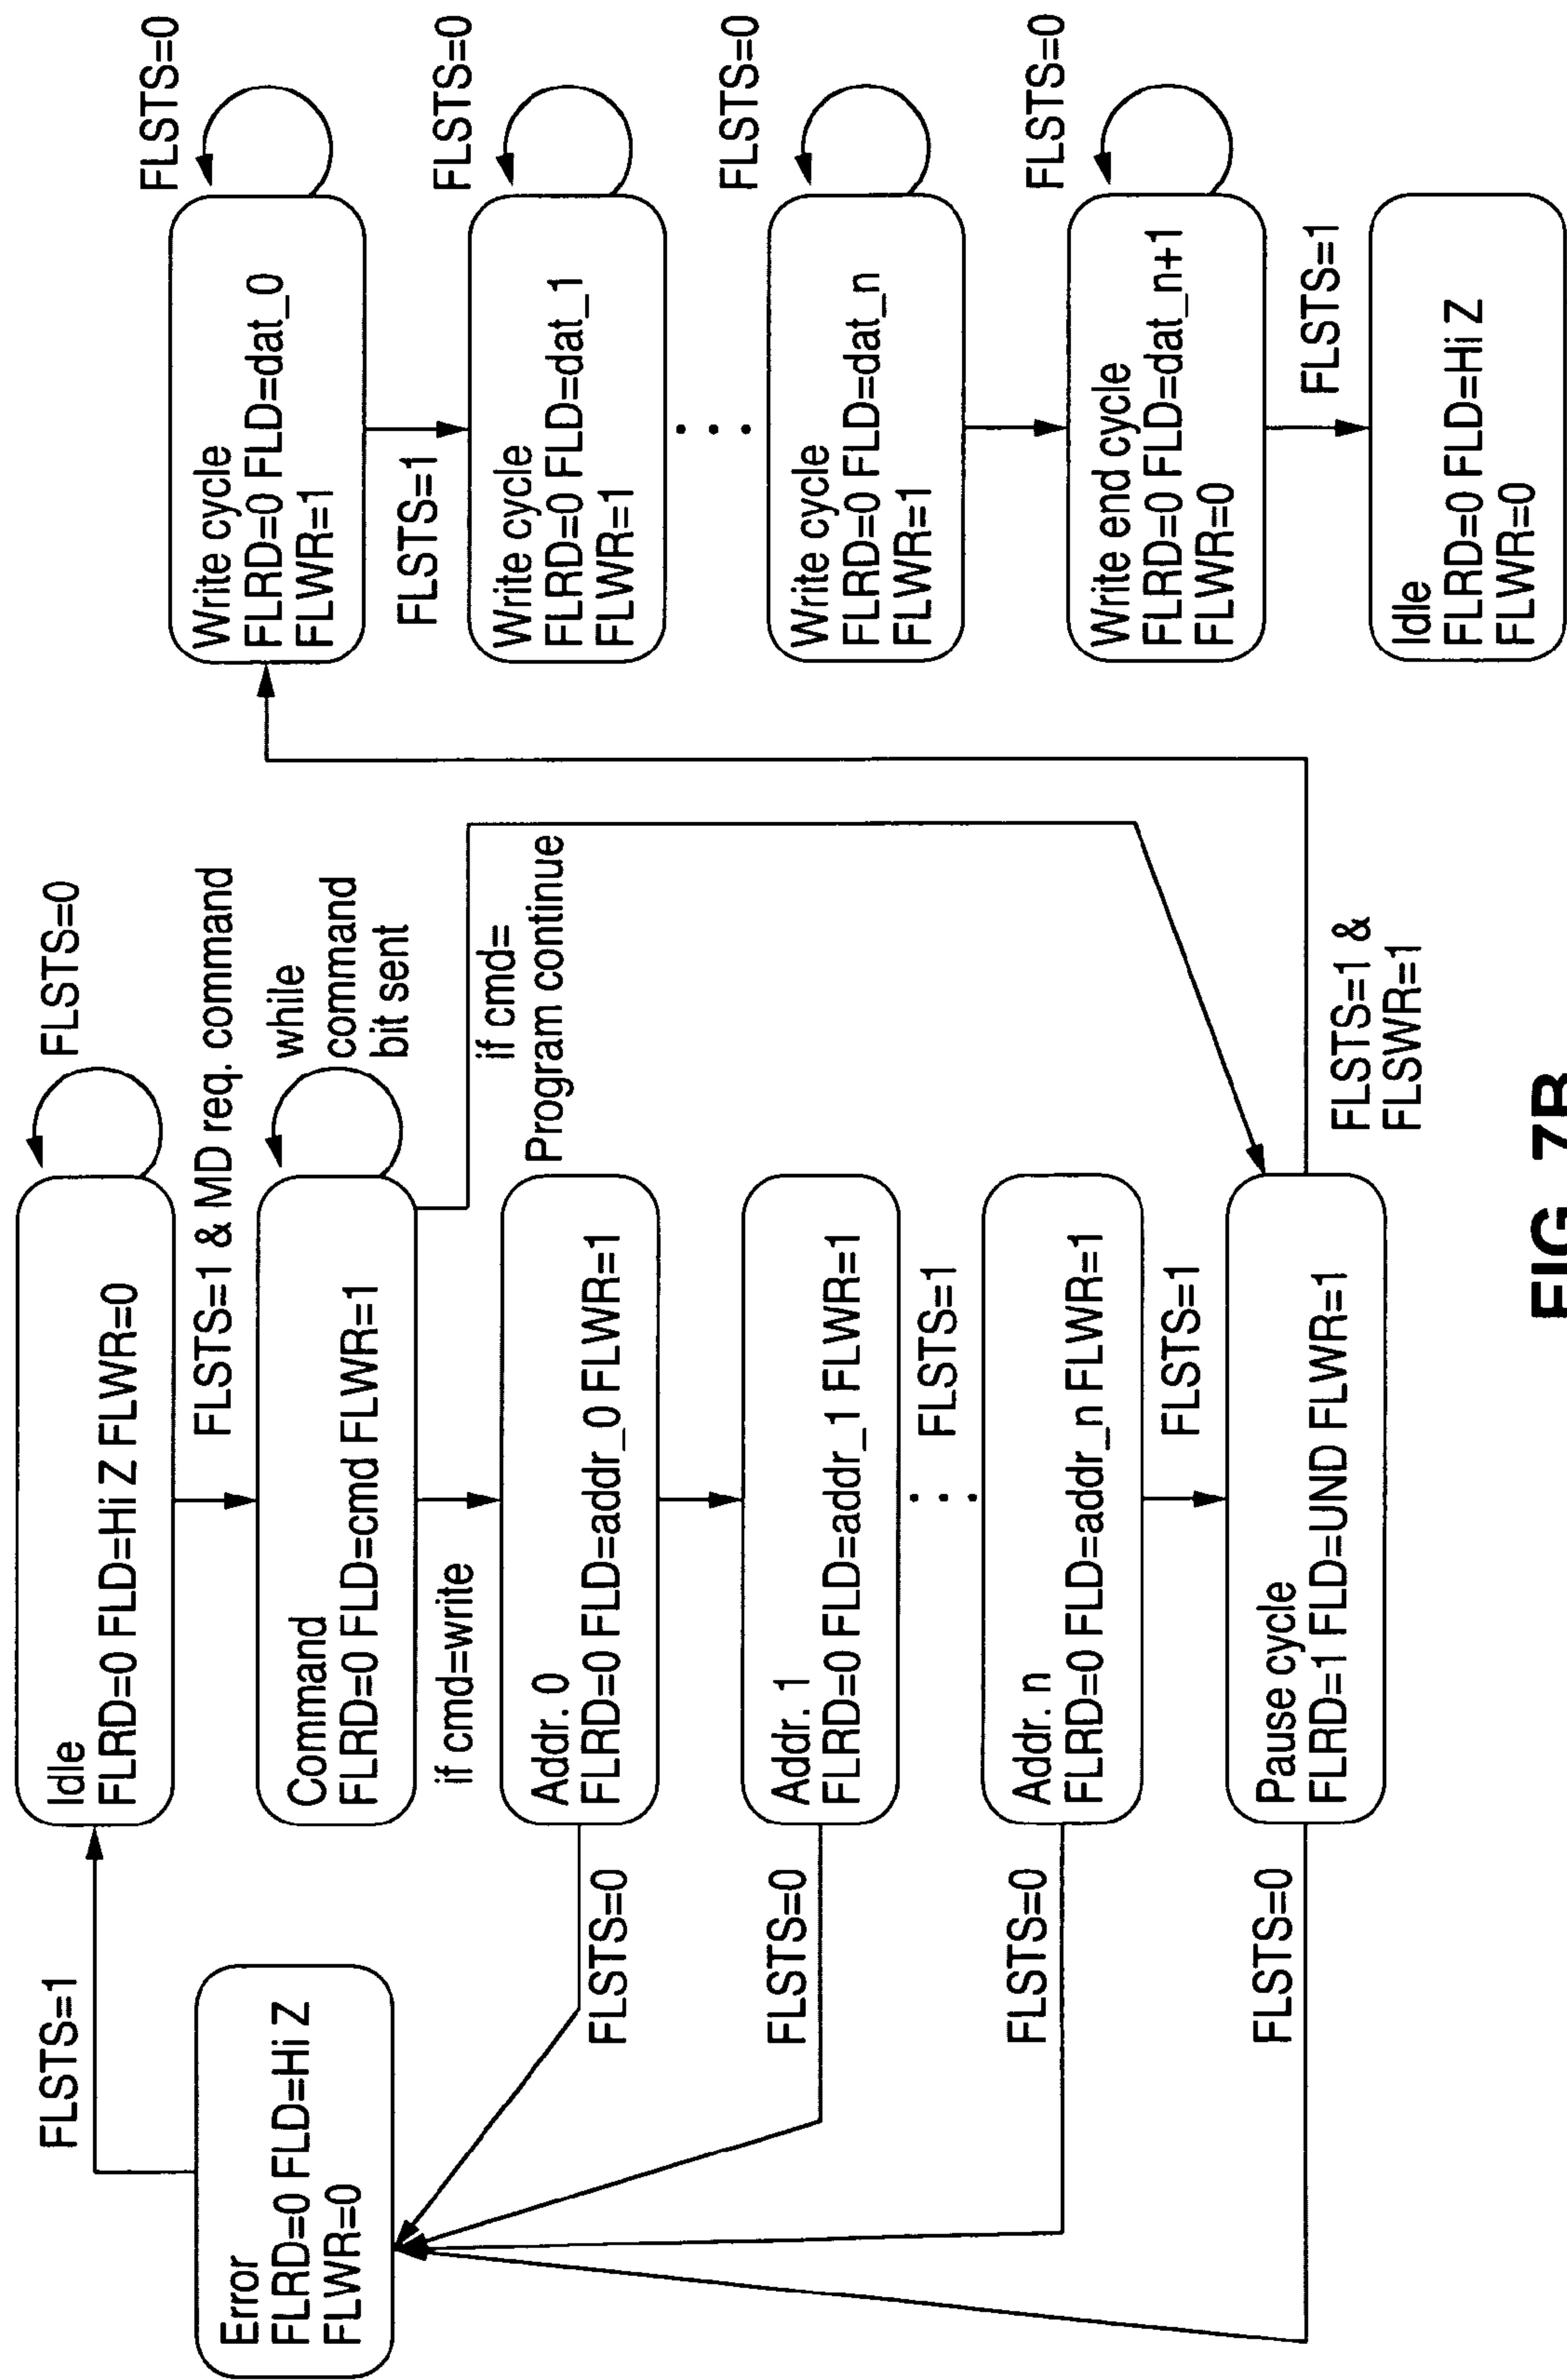 FLSTS=1
Error
FLRD=0 FLD=Hi Z
FLWR=0
Idle
FLRD=0 FLD=Hi Z FLWR=0
FLSTS=0
FLSTS=1 & MD req. command
Command
FLRD=0 FLD=cmd FLWR=1
while
command
bit sent
if cmd=write
if cmd=
Program continue
Addr. 0
FLRD=0 FLD=addr_0 FLWR=1
FLSTS=0
Addr. 1
FLRD=0 FLD=addr_1 FLWR=1
FLSTS=0
FLSTS=1
. . .
Addr. n
FLRD=0 FLD=addr_n FLWR=1
FLSTS=0
FLSTS=1
Pause cycle
FLRD=1 FLD=UND FLWR=1
FLSTS=0
FLSTS=1 &
FLSWR=1
Write cycle
FLRD=0 FLD=dat_0
FLWR=1
FLSTS=0
FLSTS=1
Write cycle
FLRD=0 FLD=dat_1
FLWR=1
FLSTS=0
. . .
Write cycle
FLRD=0 FLD=dat_n
FLWR=1
FLSTS=0
Write end cycle
FLRD=0 FLD=dat_n+1
FLWR=0
FLSTS=0
FLSTS=1
Idle
FLRD=0 FLD=Hi Z
FLWR=0
FIG_7B